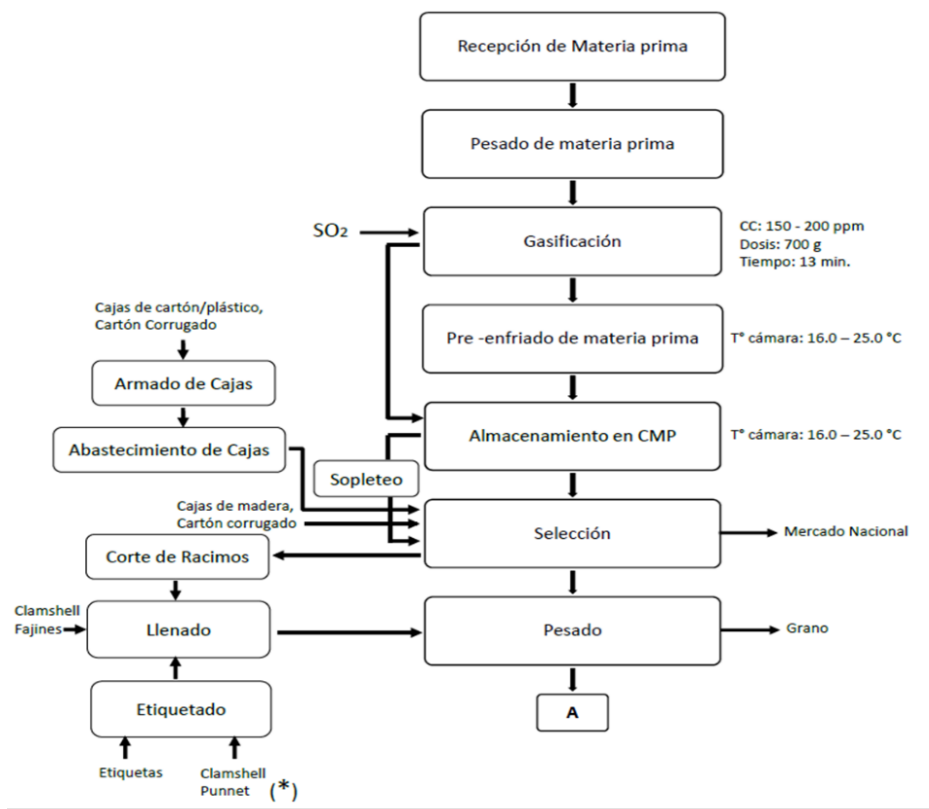 Recepción de Materia prima
Pesado de materia prima
SO₂
Gasificación
CC: 150 - 200 ppm
Dosis: 700 g
Tiempo: 13 min.
Cajas de cartón/plástico,
Cartón Corrugado
Pre -enfriado de materia prima
T° cámara: 16.0 – 25.0 °C
Armado de Cajas
Almacenamiento en CMP
T° cámara: 16.0 – 25.0 °C
Abastecimiento de Cajas
Sopleteo
Cajas de madera,
Cartón corrugado
Selección
Mercado Nacional
Corte de Racimos
Clamshell
Fajines
Llenado
Pesado
Grano
Etiquetado
A
Etiquetas
Clamshell
Punnet (*)